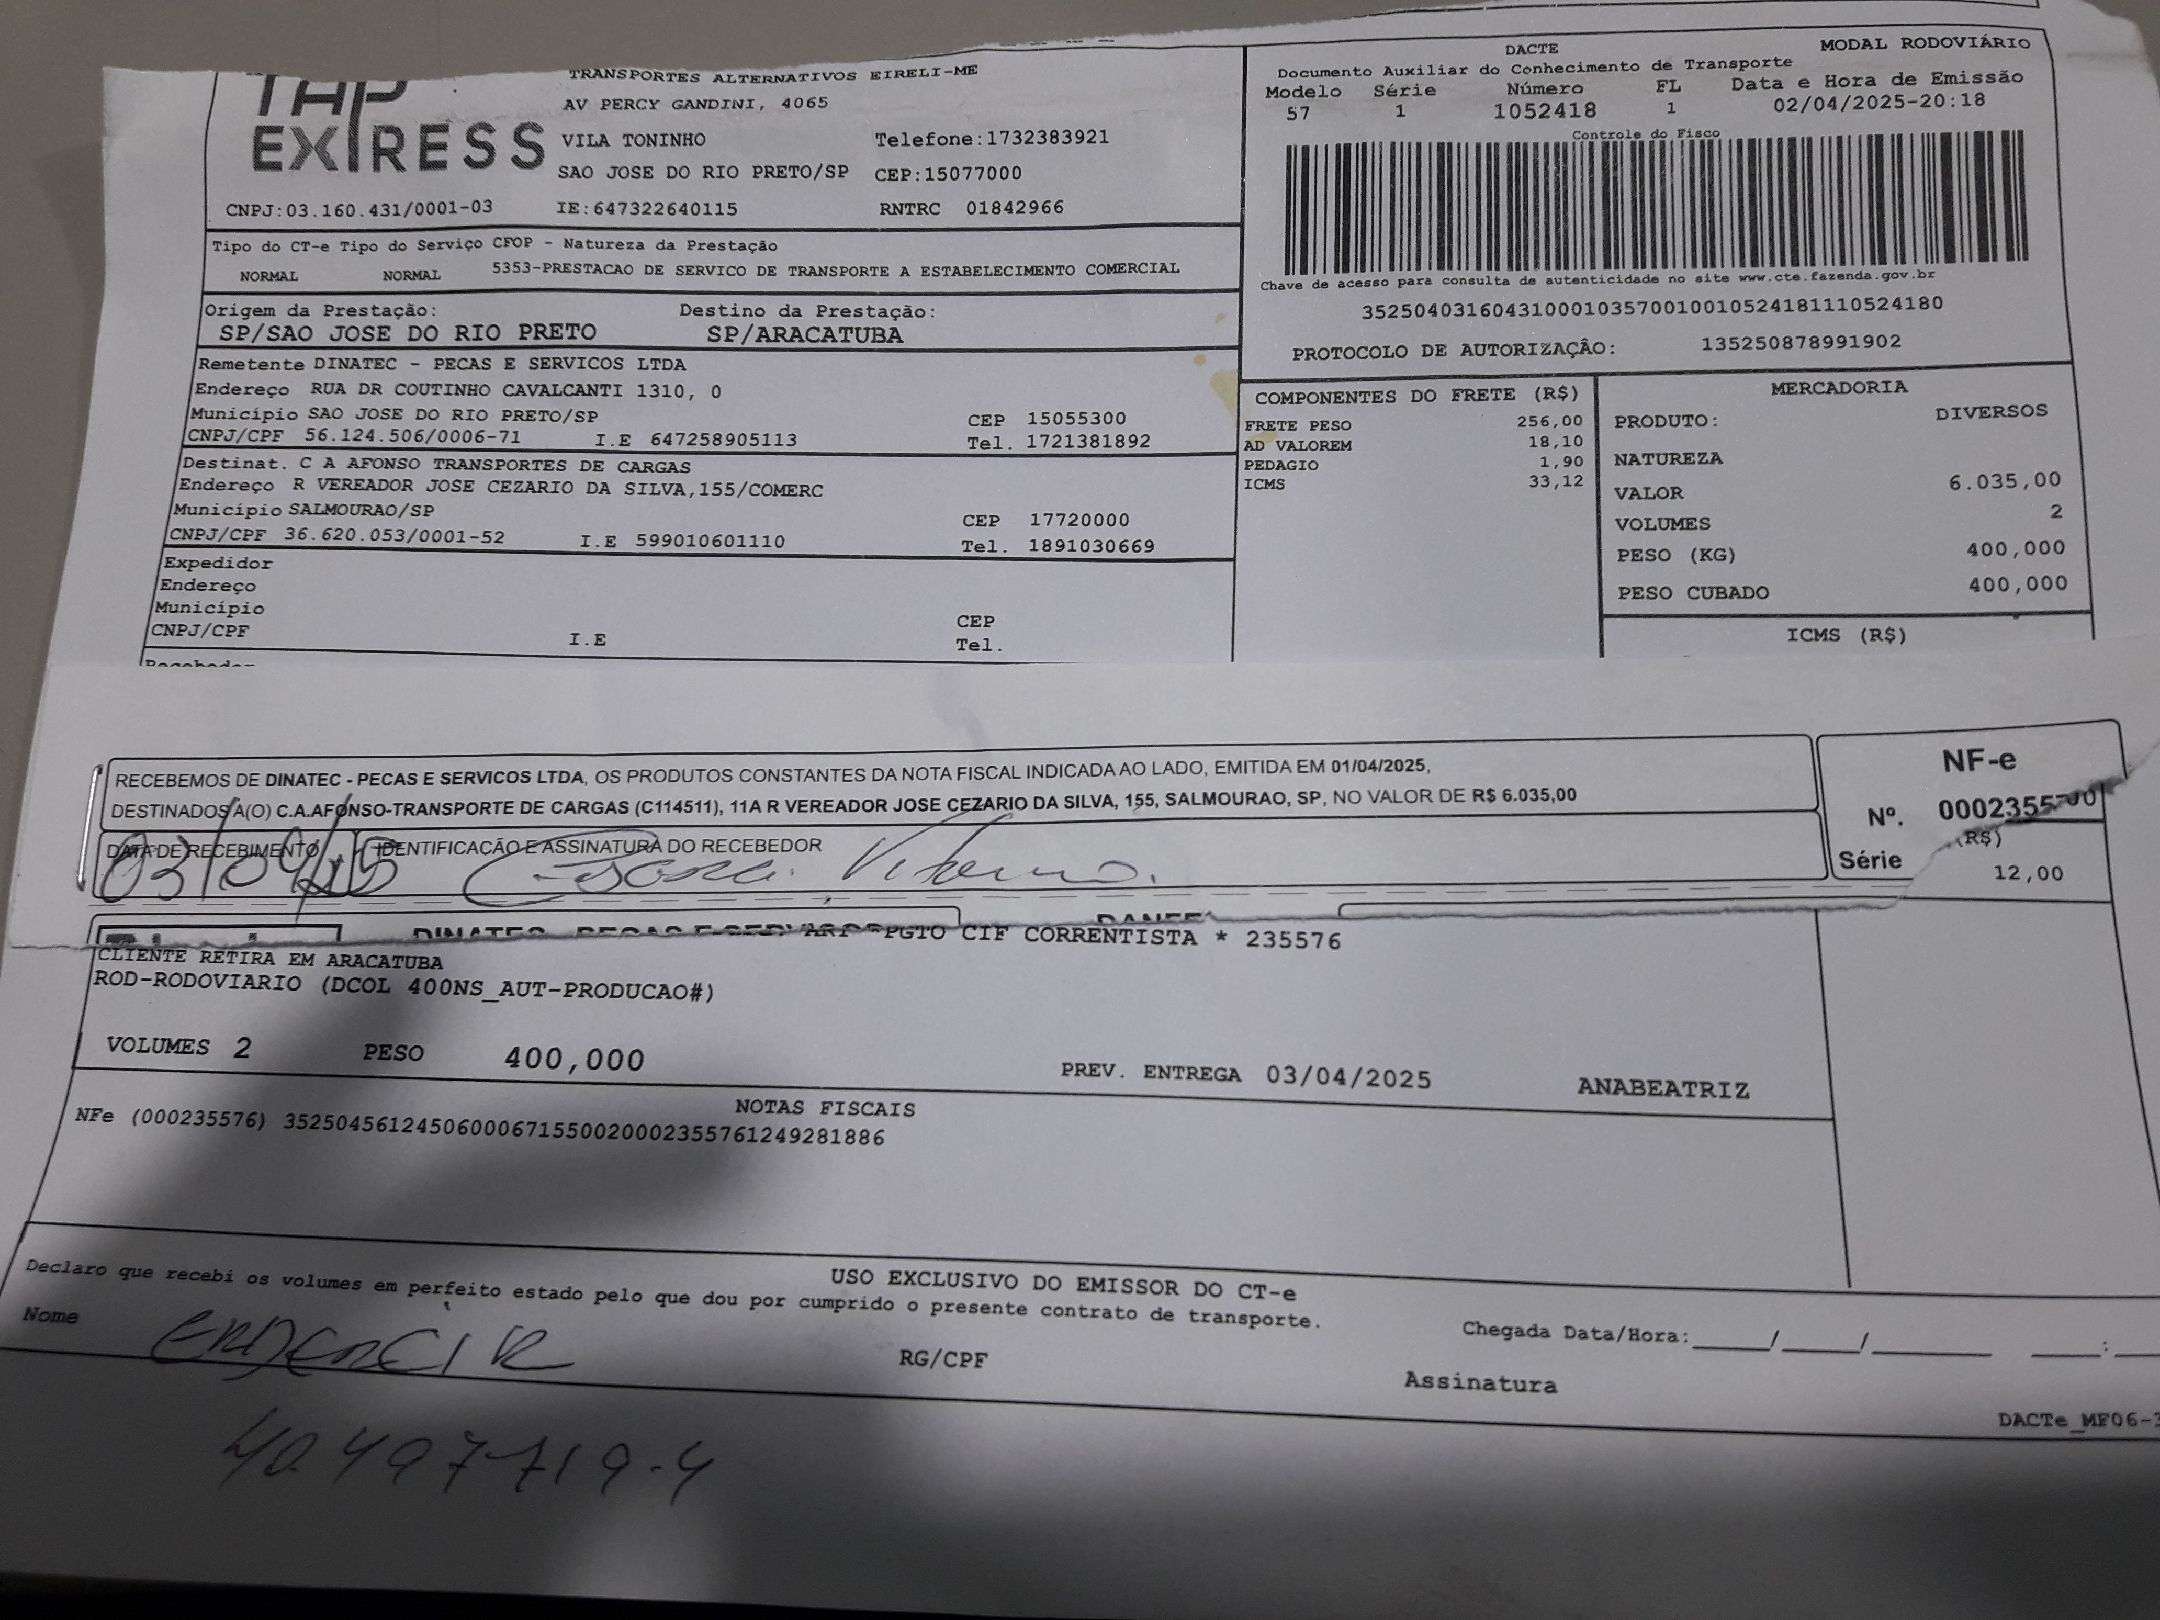 TAP
EXPRESS
TRANSPORTES ALTERNATIVOS EIRELI-ME
AV PERCY GANDINI, 4065
VILA TONINHO Telefone:1732383921
SAO JOSE DO RIO PRETO/SP CEP:15077000
CNPJ:03.160.431/0001-03 IE:647322640115 RNTRC 01842966
DACTE MODAL RODOVIÁRIO
Documento Auxiliar do Conhecimento de Transporte
Modelo Série Número FL Data e Hora de Emissão
57 1 1052418 1 02/04/2025-20:18
Controle do Fisco
Chave de acesso para consulta de autenticidade no site www.cte.fazenda.gov.br
35250403160431000103570010010524181110524180
PROTOCOLO DE AUTORIZAÇÃO: 135250878991902
Tipo do CT-e Tipo do Serviço CFOP - Natureza da Prestação
NORMAL NORMAL 5353-PRESTACAO DE SERVICO DE TRANSPORTE A ESTABELECIMENTO COMERCIAL
Origem da Prestação: Destino da Prestação:
SP/SAO JOSE DO RIO PRETO SP/ARACATUBA
Remetente DINATEC - PECAS E SERVICOS LTDA
Endereço RUA DR COUTINHO CAVALCANTI 1310, 0
Município SAO JOSE DO RIO PRETO/SP CEP 15055300
CNPJ/CPF 56.124.506/0006-71 I.E 647258905113 Tel. 1721381892
Destinat. C A AFONSO TRANSPORTES DE CARGAS
Endereço R VEREADOR JOSE CEZARIO DA SILVA,155/COMERC
Município SALMOURAO/SP CEP 17720000
CNPJ/CPF 36.620.053/0001-52 I.E 599010601110 Tel. 1891030669
Expedidor
Endereço
Município CEP
CNPJ/CPF I.E Tel.
COMPONENTES DO FRETE (R$)
FRETE PESO 256,00
AD VALOREM 18,10
PEDAGIO 1,90
ICMS 33,12
MERCADORIA
PRODUTO: DIVERSOS
NATUREZA
VALOR 6.035,00
VOLUMES 2
PESO (KG) 400,000
PESO CUBADO 400,000
ICMS (R$)
RECEBEMOS DE DINATEC - PECAS E SERVICOS LTDA, OS PRODUTOS CONSTANTES DA NOTA FISCAL INDICADA AO LADO, EMITIDA EM 01/04/2025,
DESTINADOS A(O) C.A.AFONSO-TRANSPORTE DE CARGAS (C114511), 11A R VEREADOR JOSE CEZARIO DA SILVA, 155, SALMOURAO, SP, NO VALOR DE R$ 6.035,00
DATA DE RECEBIMENTO IDENTIFICAÇÃO E ASSINATURA DO RECEBEDOR
03/04/25
NF-e
Nº.
Série
(R$)
12,00
PGTO CIF CORRENTISTA * 235576
CLIENTE RETIRA EM ARACATUBA
ROD-RODOVIARIO (DCOL 400NS_AUT-PRODUCAO#)
VOLUMES 2 PESO 400,000 PREV. ENTREGA 03/04/2025 ANABEATRIZ
NOTAS FISCAIS
NFe (000235576) 35250456124506000671550020002355761249281886
USO EXCLUSIVO DO EMISSOR DO CT-e
Declaro que recebi os volumes em perfeito estado pelo que dou por cumprido o presente contrato de transporte.
Nome RG/CPF Chegada Data/Hora:____/____/______ ____:
Assinatura
40.497719-4